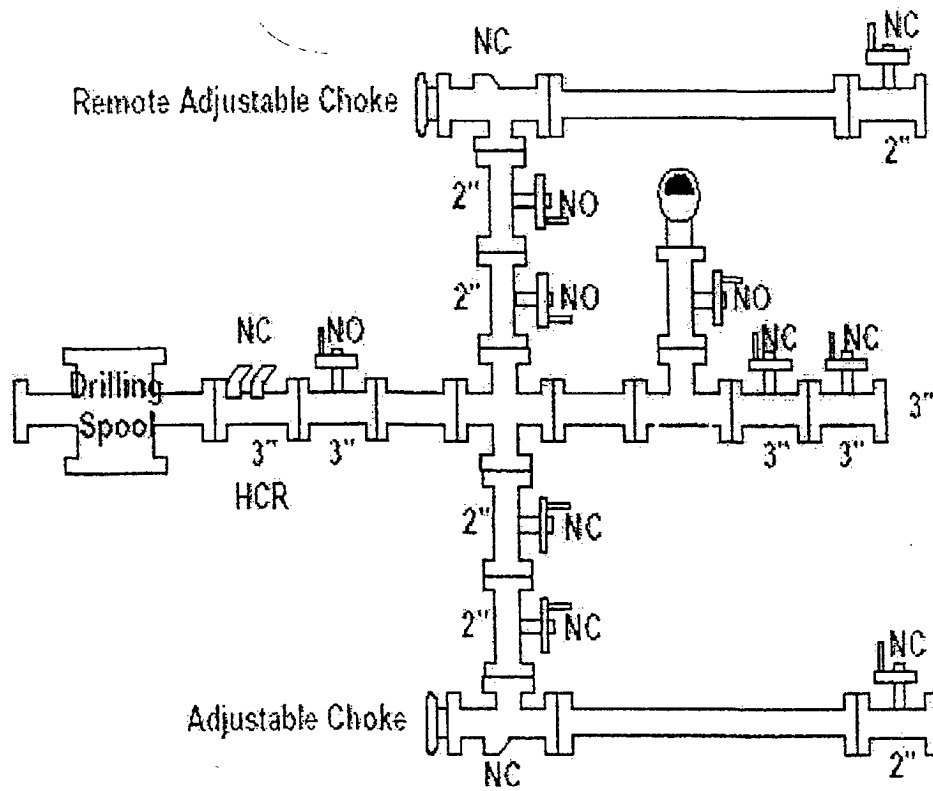 NC
NC
Remote Adjustable Choke
2"
2"
NO
2"
NO
NO
NC
NO
NC
NC
Drilling
Spool
3"
3"
3"
3"
3"
HCR
2"
NC
2"
NC
NC
Adjustable Choke
NC
2"